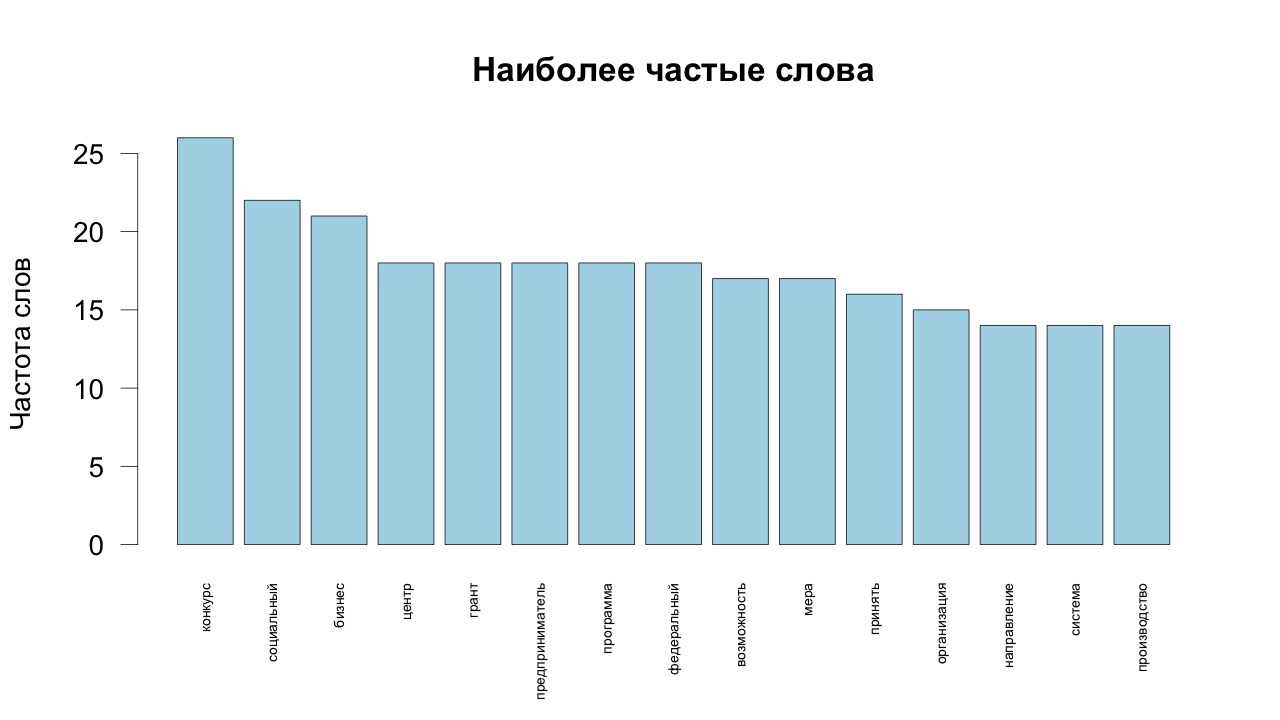 Наиболее частые слова
Частота слов
25
20
15
10
5
0
конкурс
социальный
бизнес
центр
грант
предприниматель
программа
федеральный
возможность
мера
принять
организация
направление
система
производство